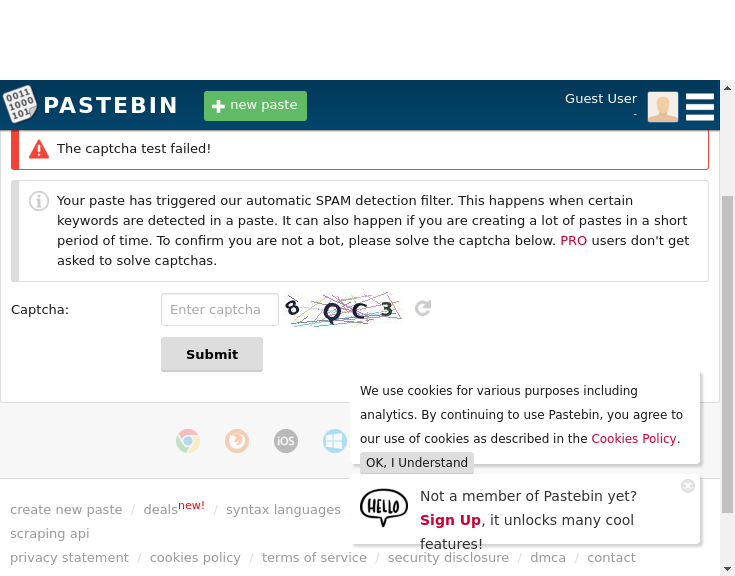 0011
1000
101
PASTEBIN
new paste
Guest User
-
The captcha test failed!
Your paste has triggered our automatic SPAM detection filter. This happens when certain
keywords are detected in a paste. It can also happen if you are creating a lot of pastes in a short
period of time. To confirm you are not a bot, please solve the captcha below. PRO users don't get
asked to solve captchas.
Captcha:
Enter captcha
8 Q C 3
Submit
We use cookies for various purposes including
analytics. By continuing to use Pastebin, you agree to
our use of cookies as described in the Cookies Policy.
OK, I Understand
iOS
HELLO
Not a member of Pastebin yet?
Sign Up, it unlocks many cool
features!
create new paste / deals new! / syntax languages
scraping api
privacy statement / cookies policy / terms of service / security disclosure / dmca / contact